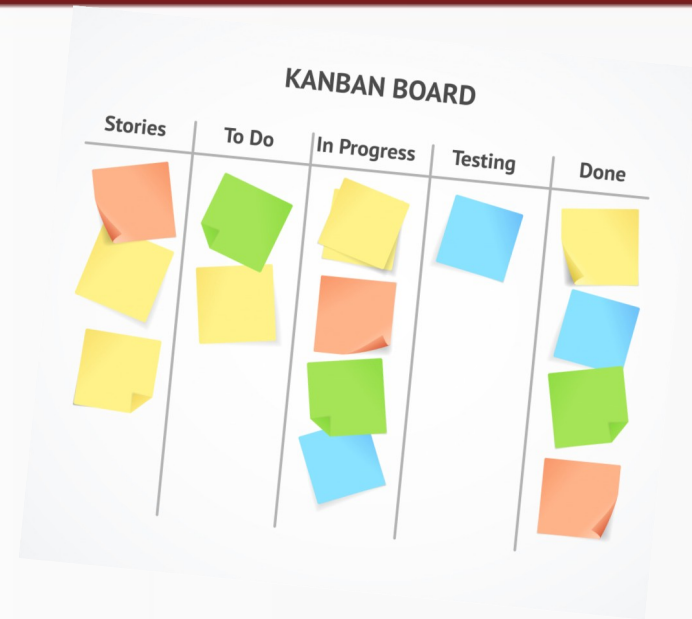 KANBAN BOARD
Stories
To Do
In Progress
Testing
Done